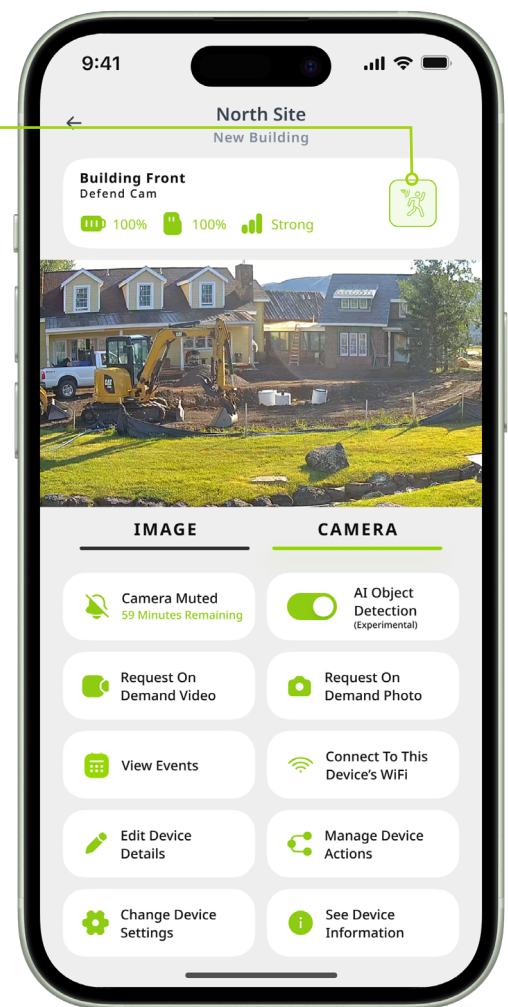 9:41
North Site
New Building
Building Front
Defend Cam
100%
100%
Strong
IMAGE
CAMERA
Camera Muted
59 Minutes Remaining
AI Object
Detection
(Experimental)
Request On
Demand Video
Request On
Demand Photo
View Events
Connect To This
Device’s WiFi
Edit Device
Details
Manage Device
Actions
Change Device
Settings
See Device
Information